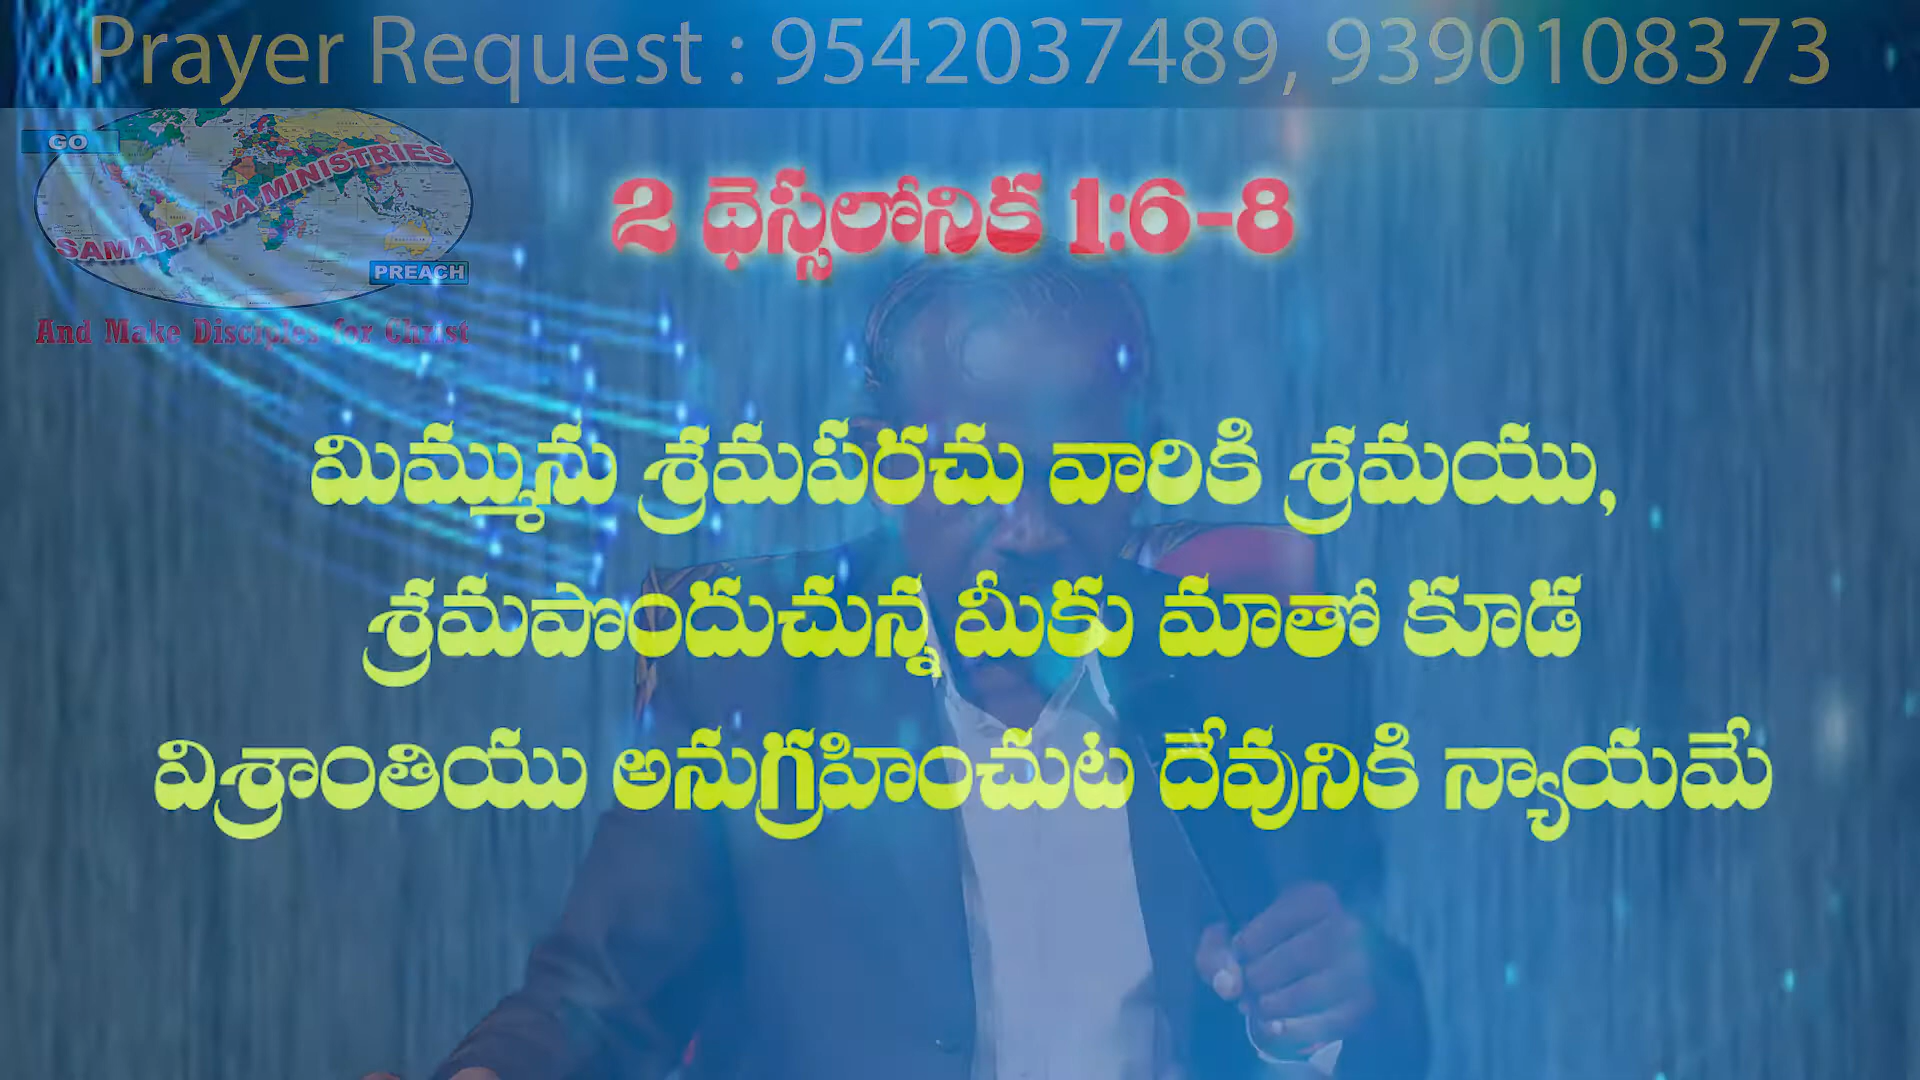 Prayer Request : 9542037489, 9390108373
GO
SAMARPANA MINISTRIES
PREACH
And Make Disciples for Christ
2 థెస్సలోనిక 1:6-8
మిమ్మును శ్రమపరచు వారికి శ్రమయు,
శ్రమపొందుచున్న మీకు మాతో కూడ
విశ్రాంతియు అనుగ్రహించుట దేవునికి న్యాయమే